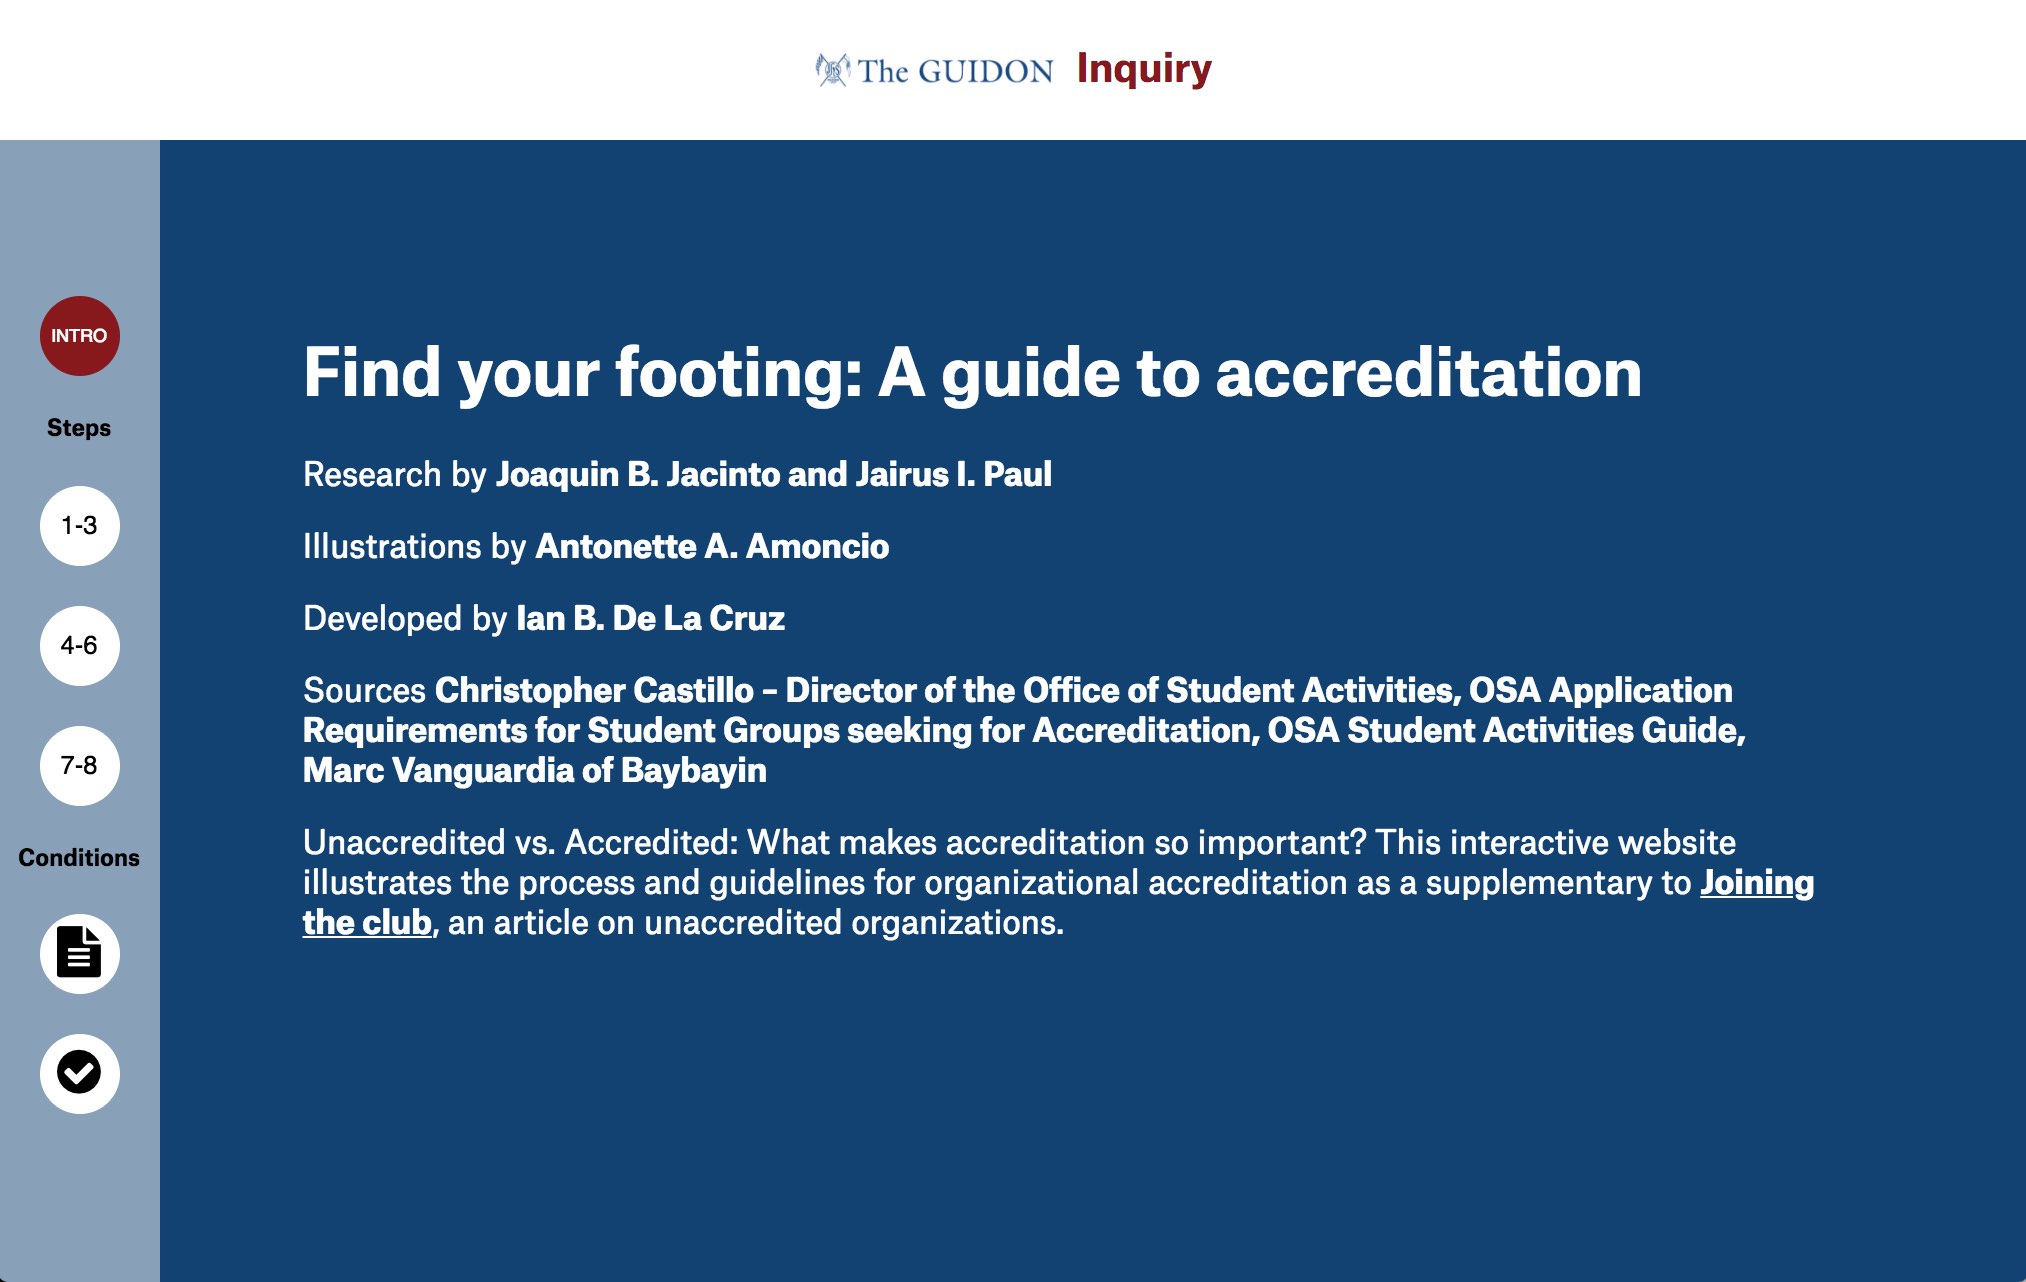 The GUIDON Inquiry
INTRO
Steps
1-3
4-6
7-8
Conditions
Find your footing: A guide to accreditation
Research by Joaquin B. Jacinto and Jairus I. Paul
Illustrations by Antonette A. Amoncio
Developed by Ian B. De La Cruz
Sources Christopher Castillo – Director of the Office of Student Activities, OSA Application
Requirements for Student Groups seeking for Accreditation, OSA Student Activities Guide,
Marc Vanguardia of Baybayin
Unaccredited vs. Accredited: What makes accreditation so important? This interactive website
illustrates the process and guidelines for organizational accreditation as a supplementary to Joining
the club, an article on unaccredited organizations.